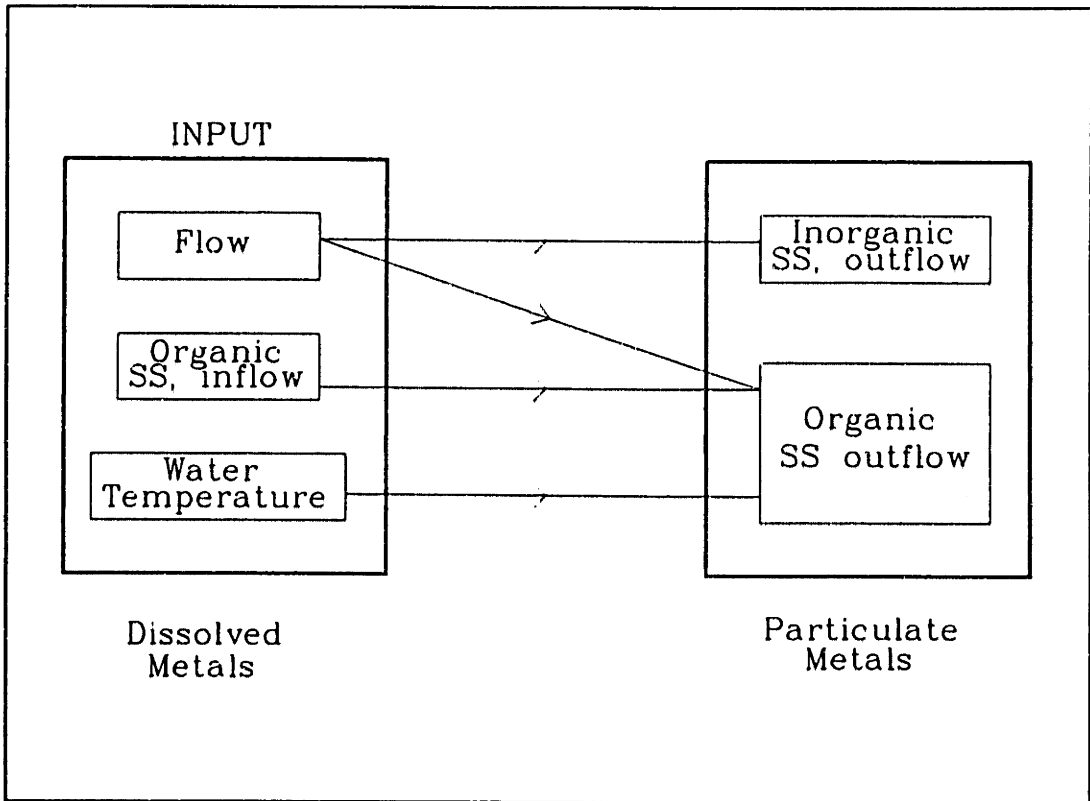 INPUT
Flow
Organic
SS, inflow
Water
Temperature
Dissolved
Metals
Inorganic
SS, outflow
Organic
SS outflow
Particulate
Metals